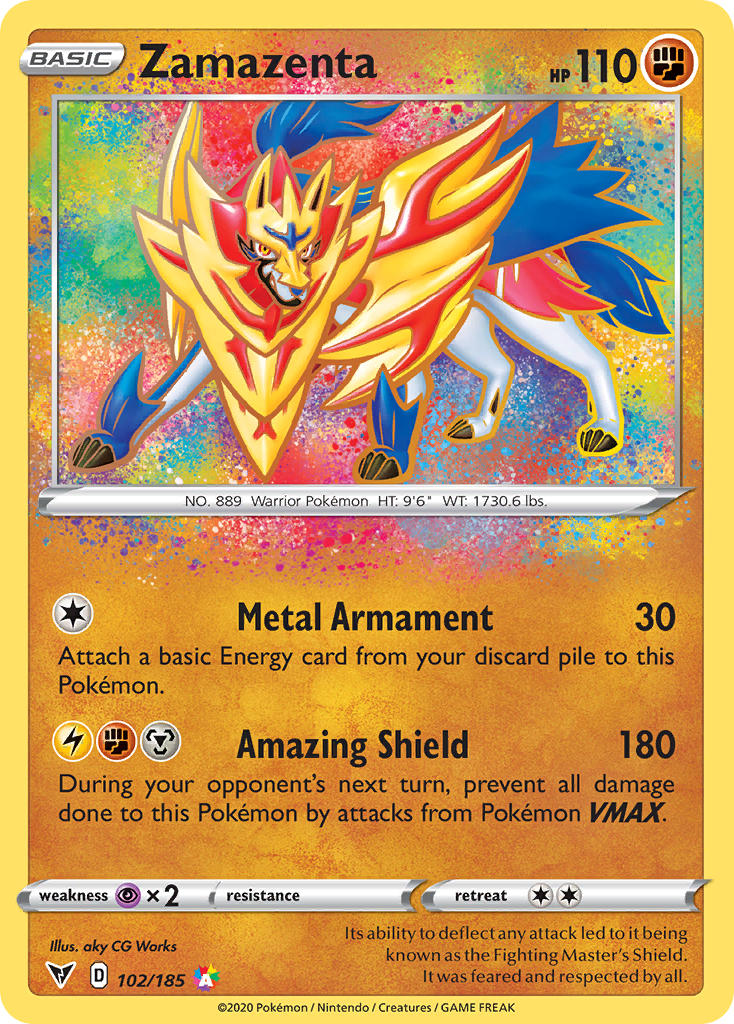 BASIC Zamazenta HP 110
NO. 889 Warrior Pokémon HT: 9'6" WT: 1730.6 lbs.
Metal Armament 30
Attach a basic Energy card from your discard pile to this
Pokémon.
Amazing Shield 180
During your opponent's next turn, prevent all damage
done to this Pokémon by attacks from Pokémon VMAX.
weakness ×2 resistance retreat
Illus. aky CG Works
Its ability to deflect any attack led to it being
known as the Fighting Master's Shield.
It was feared and respected by all.
D 102/185 A
©2020 Pokémon / Nintendo / Creatures / GAME FREAK